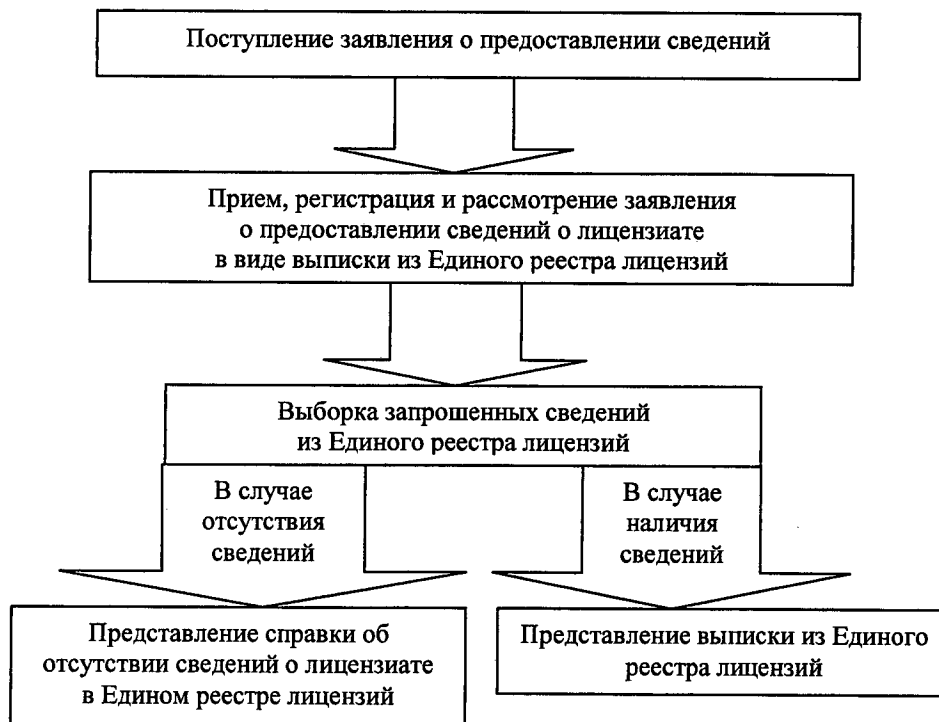 Поступление заявления о предоставлении сведений
Прием, регистрация и рассмотрение заявления
о предоставлении сведений о лицензиате
в виде выписки из Единого реестра лицензий
Выборка запрошенных сведений
из Единого реестра лицензий
В случае
отсутствия
сведений
В случае
наличия
сведений
Представление справки об
отсутствии сведений о лицензиате
в Едином реестре лицензий
Представление выписки из Единого
реестра лицензий